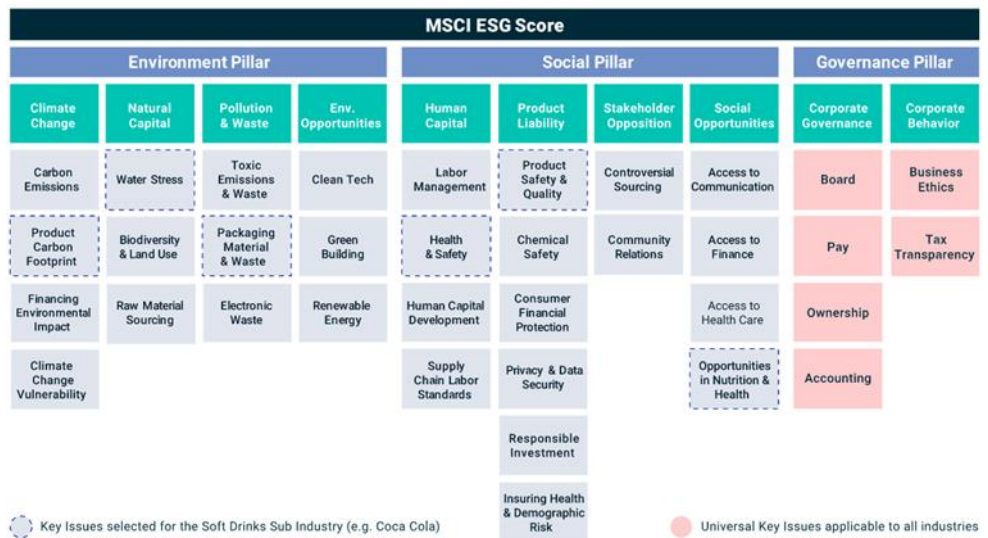 MSCI ESG Score
Environment Pillar
Social Pillar
Governance Pillar
Climate
Change
Natural
Capital
Pollution
& Waste
Env.
Opportunities
Human
Capital
Product
Liability
Stakeholder
Opposition
Social
Opportunities
Corporate
Governance
Corporate
Behavior
Carbon
Emissions
Water Stress
Toxic
Emissions
& Waste
Clean Tech
Labor
Management
Product
Safety &
Quality
Controversial
Sourcing
Access to
Communication
Board
Business
Ethics
Product
Carbon
Footprint
Biodiversity
& Land Use
Packaging
Material
& Waste
Green
Building
Health
& Safety
Chemical
Safety
Community
Relations
Access to
Finance
Pay
Tax
Transparency
Financing
Environmental
Impact
Raw Material
Sourcing
Electronic
Waste
Renewable
Energy
Human Capital
Development
Consumer
Financial
Protection
Access to
Health Care
Ownership
Climate
Change
Vulnerability
Supply
Chain Labor
Standards
Privacy & Data
Security
Opportunities
in Nutrition &
Health
Accounting
Responsible
Investment
Insuring Health
& Demographic
Risk
Key Issues selected for the Soft Drinks Sub Industry (e.g. Coca Cola)
Universal Key Issues applicable to all industries